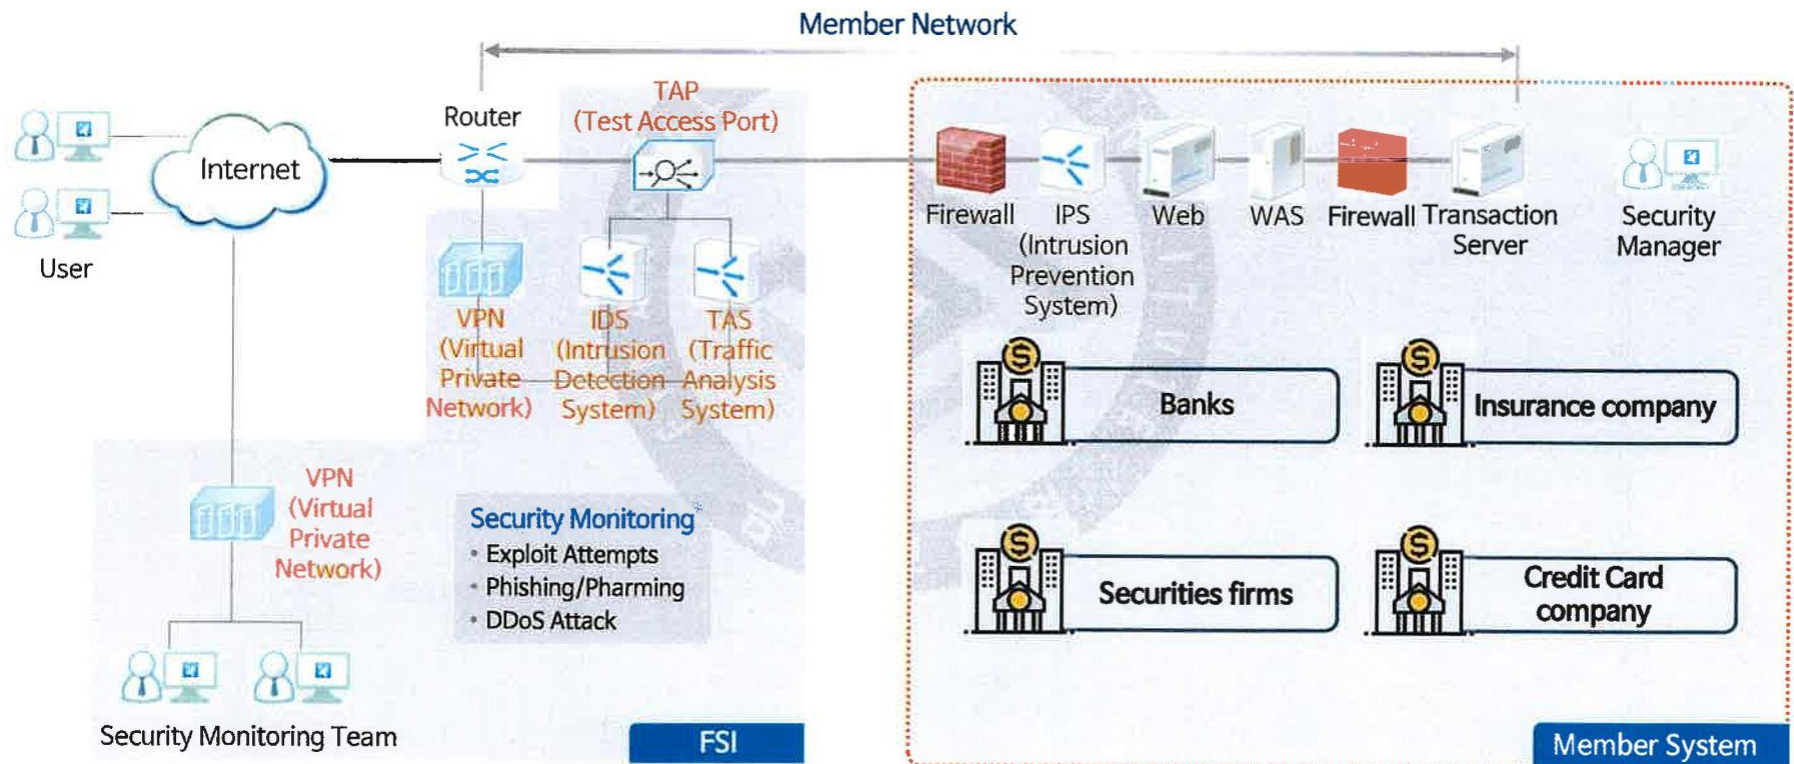 Member Network
Router
TAP
(Test Access Port)
Internet
User
Firewall
IPS
(Intrusion
Prevention
System)
Web
WAS
Firewall
Transaction
Server
Security
Manager
VPN
(Virtual
Private
Network)
IDS
(Intrusion
Detection
System)
TAS
(Traffic
Analysis
System)
Banks
Insurance company
VPN
(Virtual
Private
Network)
Security Monitoring
· Exploit Attempts
· Phishing/Pharming
· DDoS Attack
Securities firms
Credit Card
company
Security Monitoring Team
FSI
Member System